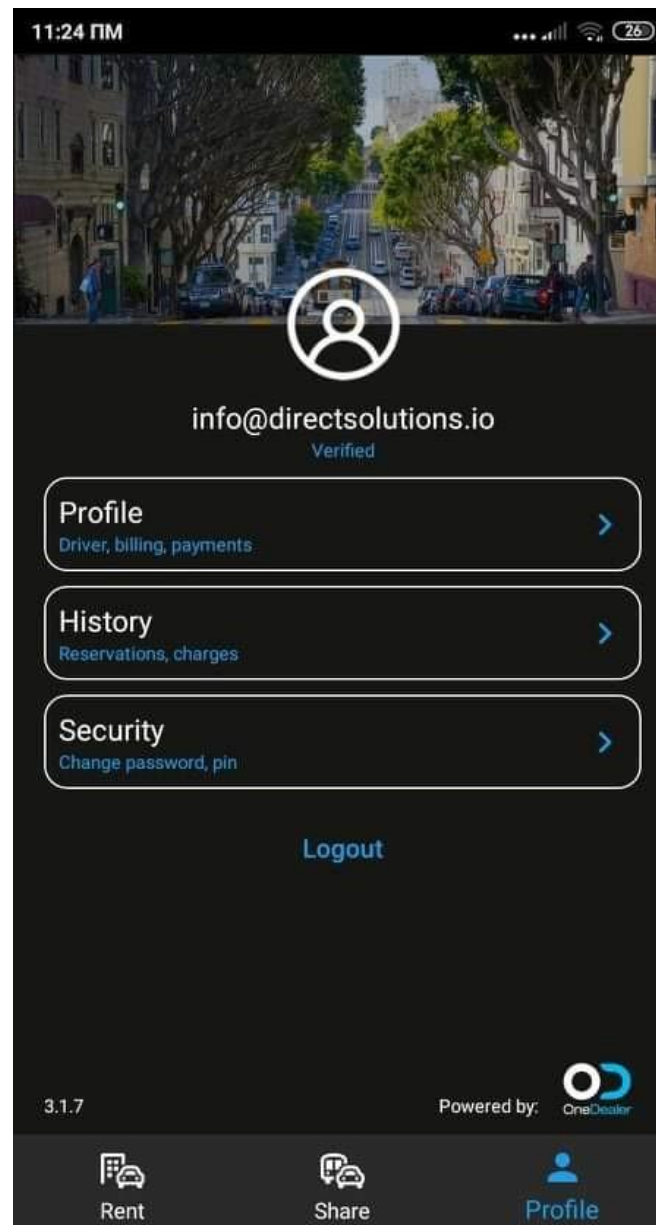 11:24 ΠΜ
26
info@directsolutions.io
Verified
Profile
Driver, billing, payments
History
Reservations, charges
Security
Change password, pin
Logout
3.1.7
Powered by:
OneDealer
Rent
Share
Profile